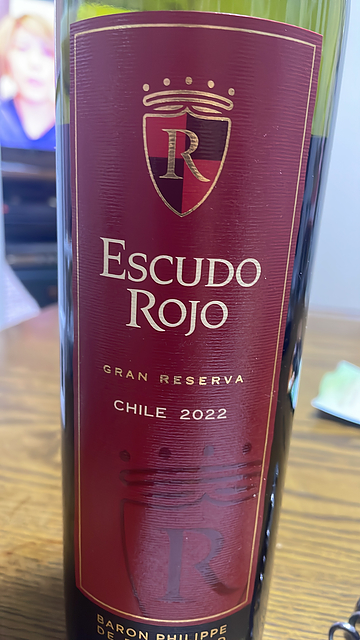 R
ESCUDO
ROJO
GRAN RESERVA
CHILE 2022
R
BARON PHILIPPE